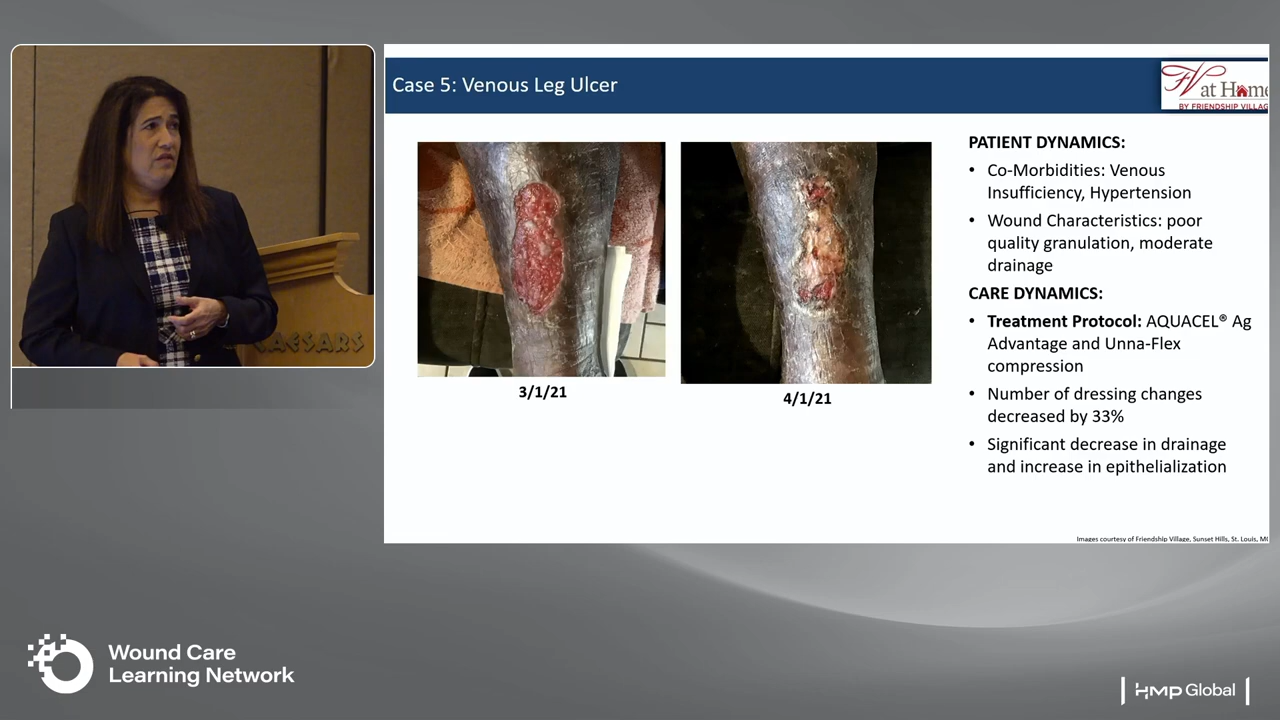 Case 5: Venous Leg Ulcer
FV at Home
BY FRIENDSHIP VILLAG
CAESARS
3/1/21
4/1/21
PATIENT DYNAMICS:
• Co-Morbidities: Venous
Insufficiency, Hypertension
• Wound Characteristics: poor
quality granulation, moderate
drainage
CARE DYNAMICS:
• Treatment Protocol: AQUACEL® Ag
Advantage and Unna-Flex
compression
• Number of dressing changes
decreased by 33%
• Significant decrease in drainage
and increase in epithelialization
Images courtesy of Friendship Village, Sunset Hills, St. Louis, M
Wound Care
Learning Network
HMP Global